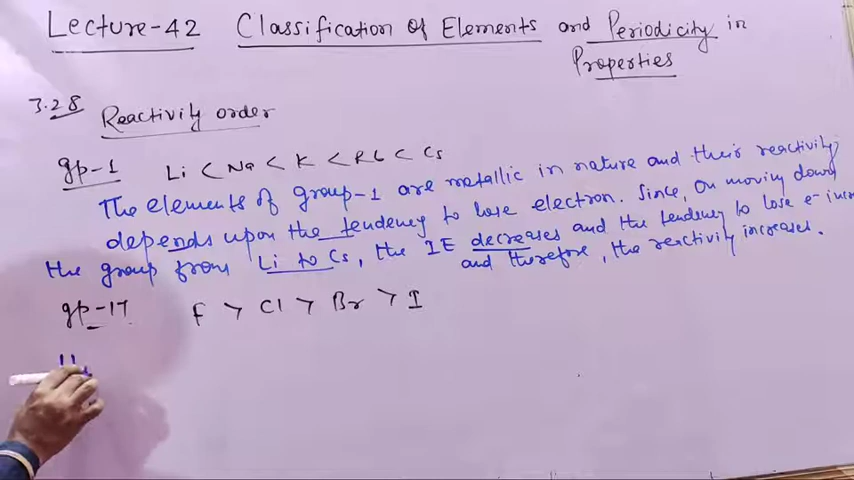 Lecture-42 Classification of Elements and Periodicity in
Properties
3.28 Reactivity order
gp-1 Li < Na < K < Rb < Cs
The elements of group-1 are metallic in nature and their reactivity
depends upon the tendency to lose electron. Since, on moving down
the group from Li to Cs, the IE decreases and the tendency to lose e-
and therefore, the reactivity increases.
gp-17 F > Cl > Br > I